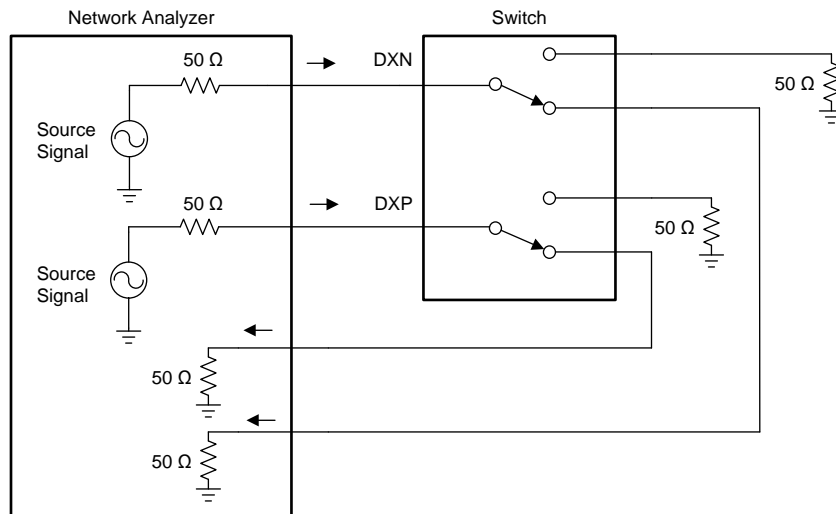 Network Analyzer
Switch
50 Ω
DXN
50 Ω
Source
Signal
50 Ω
DXP
50 Ω
Source
Signal
50 Ω
50 Ω